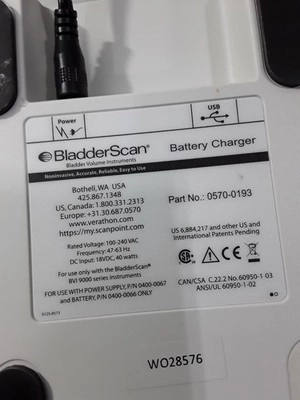 Power
USB
BladderScan® Battery Charger
Bladder Volume Instruments
Noninvasive, Accurate, Reliable, Easy to Use
Bothell, WA USA
425.867.1348
US, Canada: 1.800.331.2313
Europe: +31.30.687.0570
www.verathon.com
https://my.scanpoint.com
Part No.: 0570-0193
Rated Voltage: 100-240 VAC
Frequency: 47-63 Hz
DC Input: 18VDC, 40 watts
US 6,884,217 and other US and
International Patents Pending
For use only with the BladderScan®
BVI 9000 series Instruments
FOR USE WITH POWER SUPPLY, P/N 0400-0067
and BATTERY, P/N 0400-0066 ONLY
CE
CAN/CSA C.22.2 No. 60950-1-03
ANSI/UL 60950-1-02
WO28576